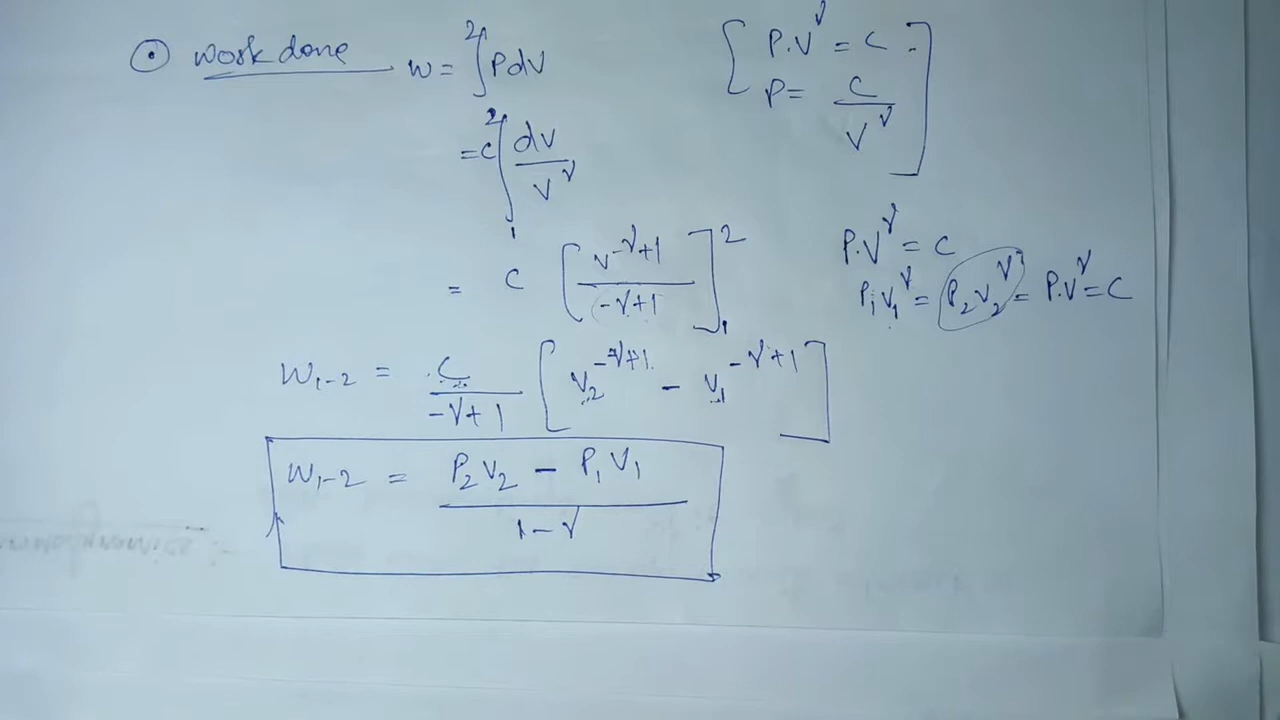 ⊙ work done W = ∫₁² P dV
= C ∫₁² dV / V^γ
= C [ V^(-γ+1) / (-γ+1) ]₁²
W₁₋₂ = C / (-γ+1) [ V₂^(-γ+1) - V₁^(-γ+1) ]
W₁₋₂ = (P₂V₂ - P₁V₁) / (1-γ)
[ P.V^γ = C .
P = C / V^γ ]
P.V^γ = C
P₁V₁^γ = P₂V₂^γ = P.V^γ = C